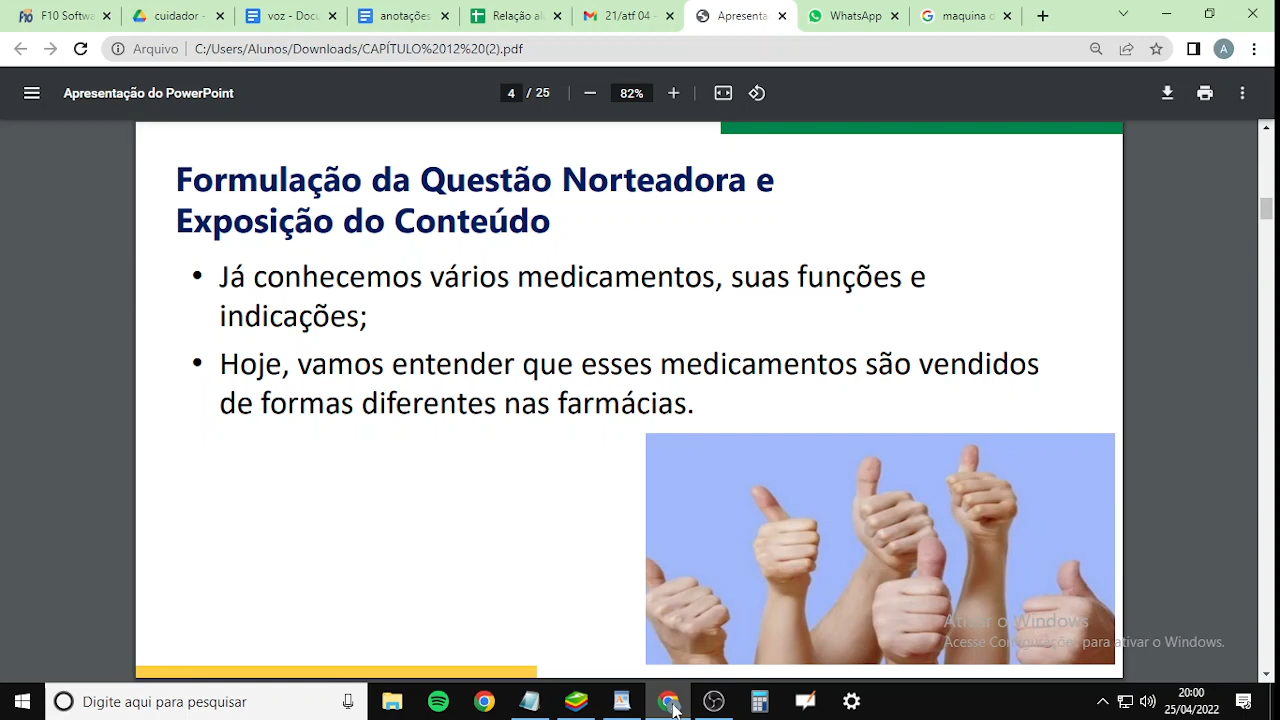 F10 Softwa
cuidador -
voz - Docu
anotações
Relação al
21/atf 04 -
Apresenta
WhatsApp
maquina d
Arquivo
C:/Users/Alunos/Downloads/CAPÍTULO%2012%20(2).pdf
A
Apresentação do PowerPoint
4 / 25
82%
Formulação da Questão Norteadora e
Exposição do Conteúdo
• Já conhecemos vários medicamentos, suas funções e
indicações;
• Hoje, vamos entender que esses medicamentos são vendidos
de formas diferentes nas farmácias.
Ativar o Windows
Acesse Configurações para ativar o Windows.
Digite aqui para pesquisar
20:00
25/04/2022